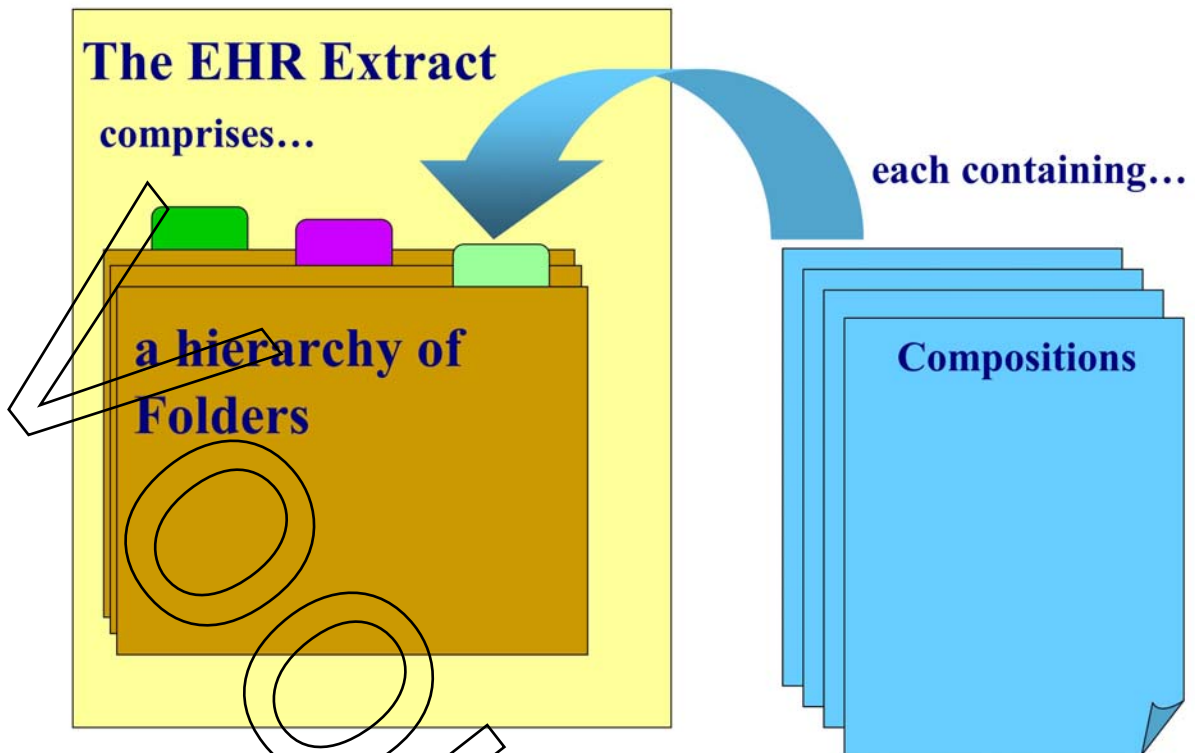 The EHR Extract
comprises…
each containing…
a hierarchy of
Folders
Compositions